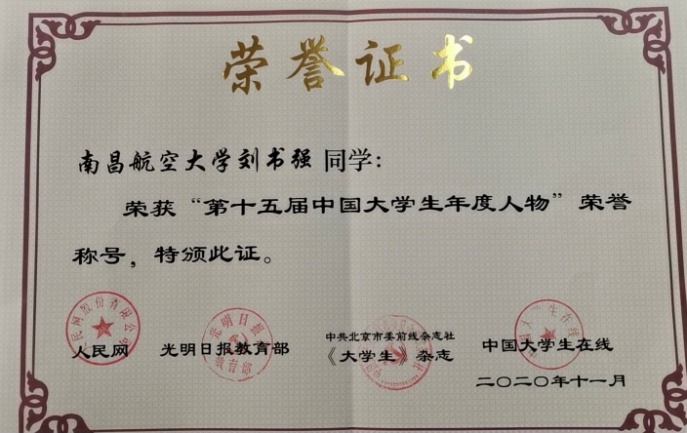 荣誉证书
南昌航空大学刘书强 同学：
荣获“第十五届中国大学生年度人物”荣誉
称号，特颁此证。
人民网
光明日报教育部
中共北京市委前线杂志社
《大学生》杂志
中国大学生在线
二〇二〇年十一月